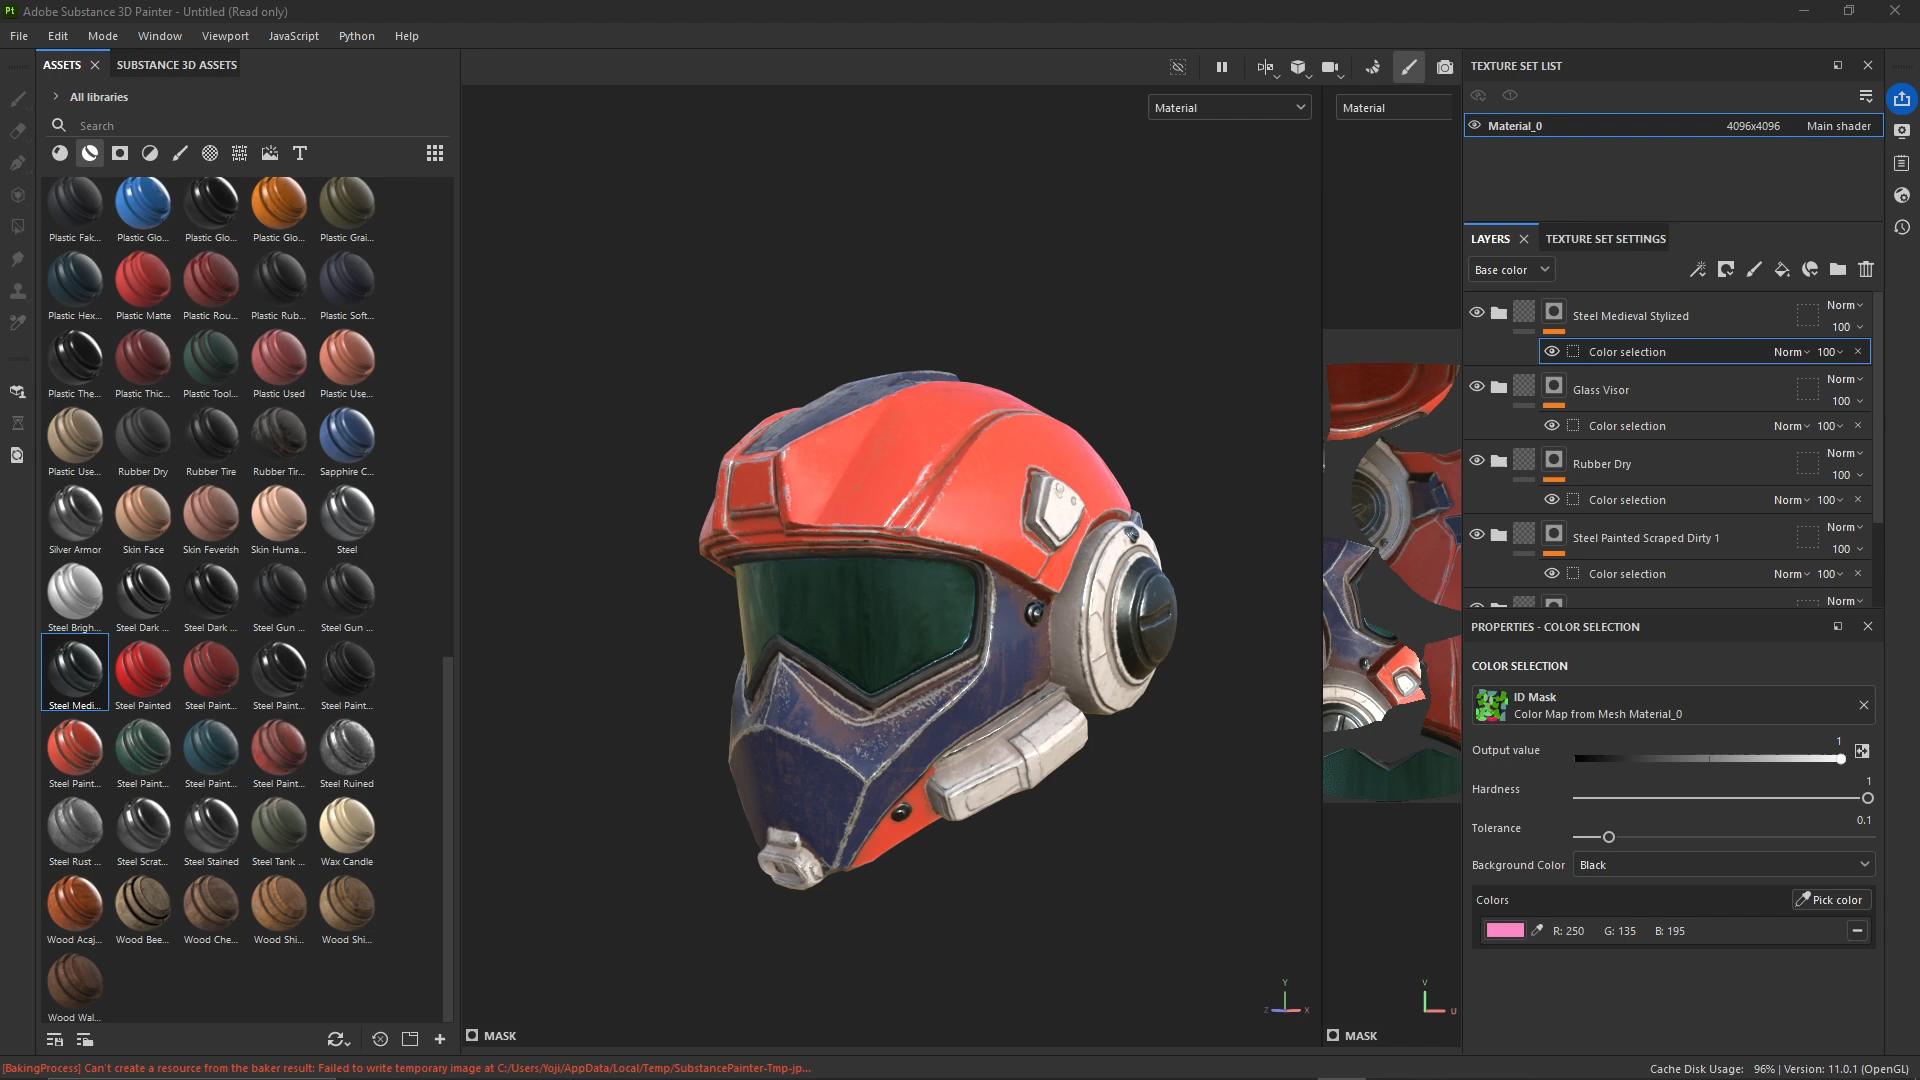 Pt Adobe Substance 3D Painter - Untitled (Read only)
File Edit Mode Window Viewport JavaScript Python Help
ASSETS SUBSTANCE 3D ASSETS
All libraries
Search
Plastic Fak... Plastic Glo... Plastic Glo... Plastic Glo... Plastic Grai...
Plastic Hex... Plastic Matte Plastic Rou... Plastic Rub... Plastic Soft...
Plastic The... Plastic Thic... Plastic Tool... Plastic Used Plastic Use...
Plastic Use... Rubber Dry Rubber Tire Rubber Tir... Sapphire C...
Silver Armor Skin Face Skin Feverish Skin Huma... Steel
Steel Brigh... Steel Dark ... Steel Dark ... Steel Gun ... Steel Gun ...
Steel Medi... Steel Painted Steel Paint... Steel Paint... Steel Paint...
Steel Paint... Steel Paint... Steel Paint... Steel Paint... Steel Ruined
Steel Rust ... Steel Scrat... Steel Stained Steel Tank ... Wax Candle
Wood Acaj... Wood Bee... Wood Che... Wood Shi... Wood Shi...
Wood Wal...
Material
Material
Y
Z X
V
U
MASK
MASK
TEXTURE SET LIST
Material_0 4096x4096 Main shader
LAYERS TEXTURE SET SETTINGS
Base color
Steel Medieval Stylized Norm 100
Color selection Norm 100
Glass Visor Norm 100
Color selection Norm 100
Rubber Dry Norm 100
Color selection Norm 100
Steel Painted Scraped Dirty 1 Norm 100
Color selection Norm 100
Norm
PROPERTIES - COLOR SELECTION
COLOR SELECTION
ID Mask
Color Map from Mesh Material_0
Output value 1
Hardness 1
Tolerance 0.1
Background Color Black
Colors Pick color
R: 250 G: 135 B: 195
[BakingProcess] Can't create a resource from the baker result: Failed to write temporary image at C:/Users/Yoji/AppData/Local/Temp/SubstancePainter-Tmp-jp...
Cache Disk Usage: 96% | Version: 11.0.1 (OpenGL)